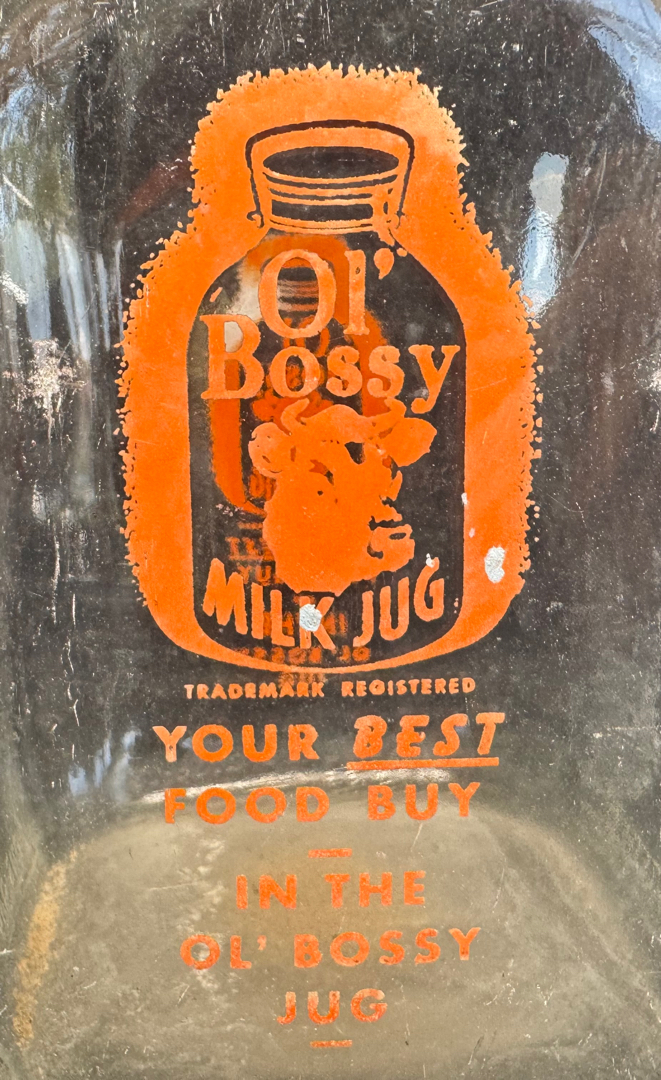 Ol'
Bossy
MILK JUG
TRADEMARK REGISTERED
YOUR BEST
FOOD BUY
IN THE
OL' BOSSY
JUG